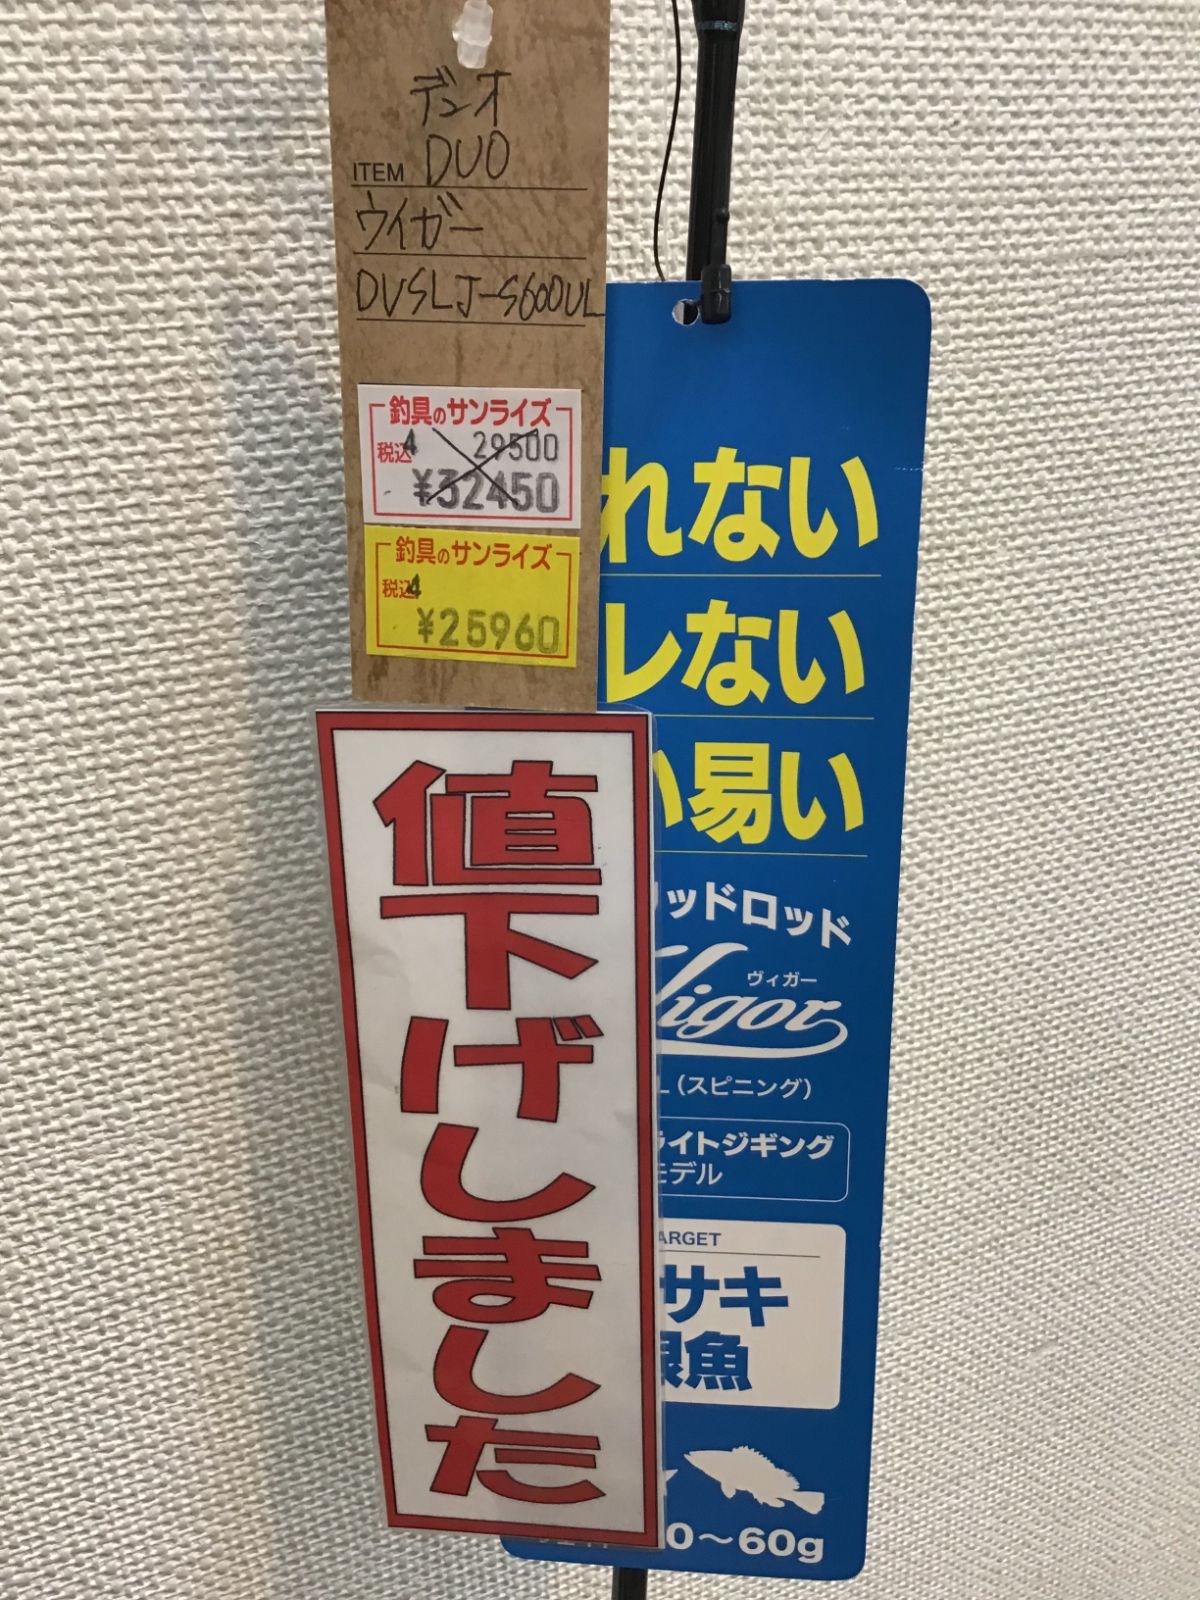 デュオ
DUO
ITEM
ウイガー
DVSLJ-S600UL
釣具のサンライズ
税込 4 29500
¥32450
釣具のサンライズ
税込 4
¥25960
値下げしました
れない
レない
い易い
リッドロッド
ヴィガー
Vigor
L（スピニング）
ライトジギング
モデル
ARGET
サキ
根魚
0～60g